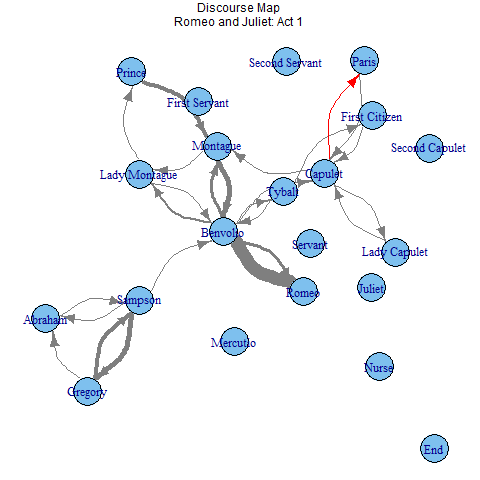 Discourse Map
Romeo and Juliet: Act 1
Second Servant
Paris
Prince
First Servant
First Citizen
Montague
Second Capulet
Lady Montague
Capulet
Tybalt
Benvolio
Servant
Lady Capulet
Romeo
Juliet
Sampson
Abraham
Mercutio
Nurse
Gregory
End